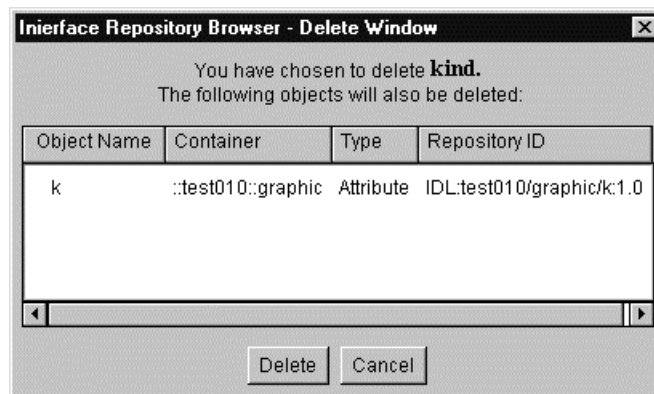 Inierface Repository Browser - Delete Window
You have chosen to delete kind.
The following objects will also be deleted:
Object Name Container Type Repository ID
k ::test010::graphic Attribute IDL:test010/graphic/k:1.0
Delete Cancel